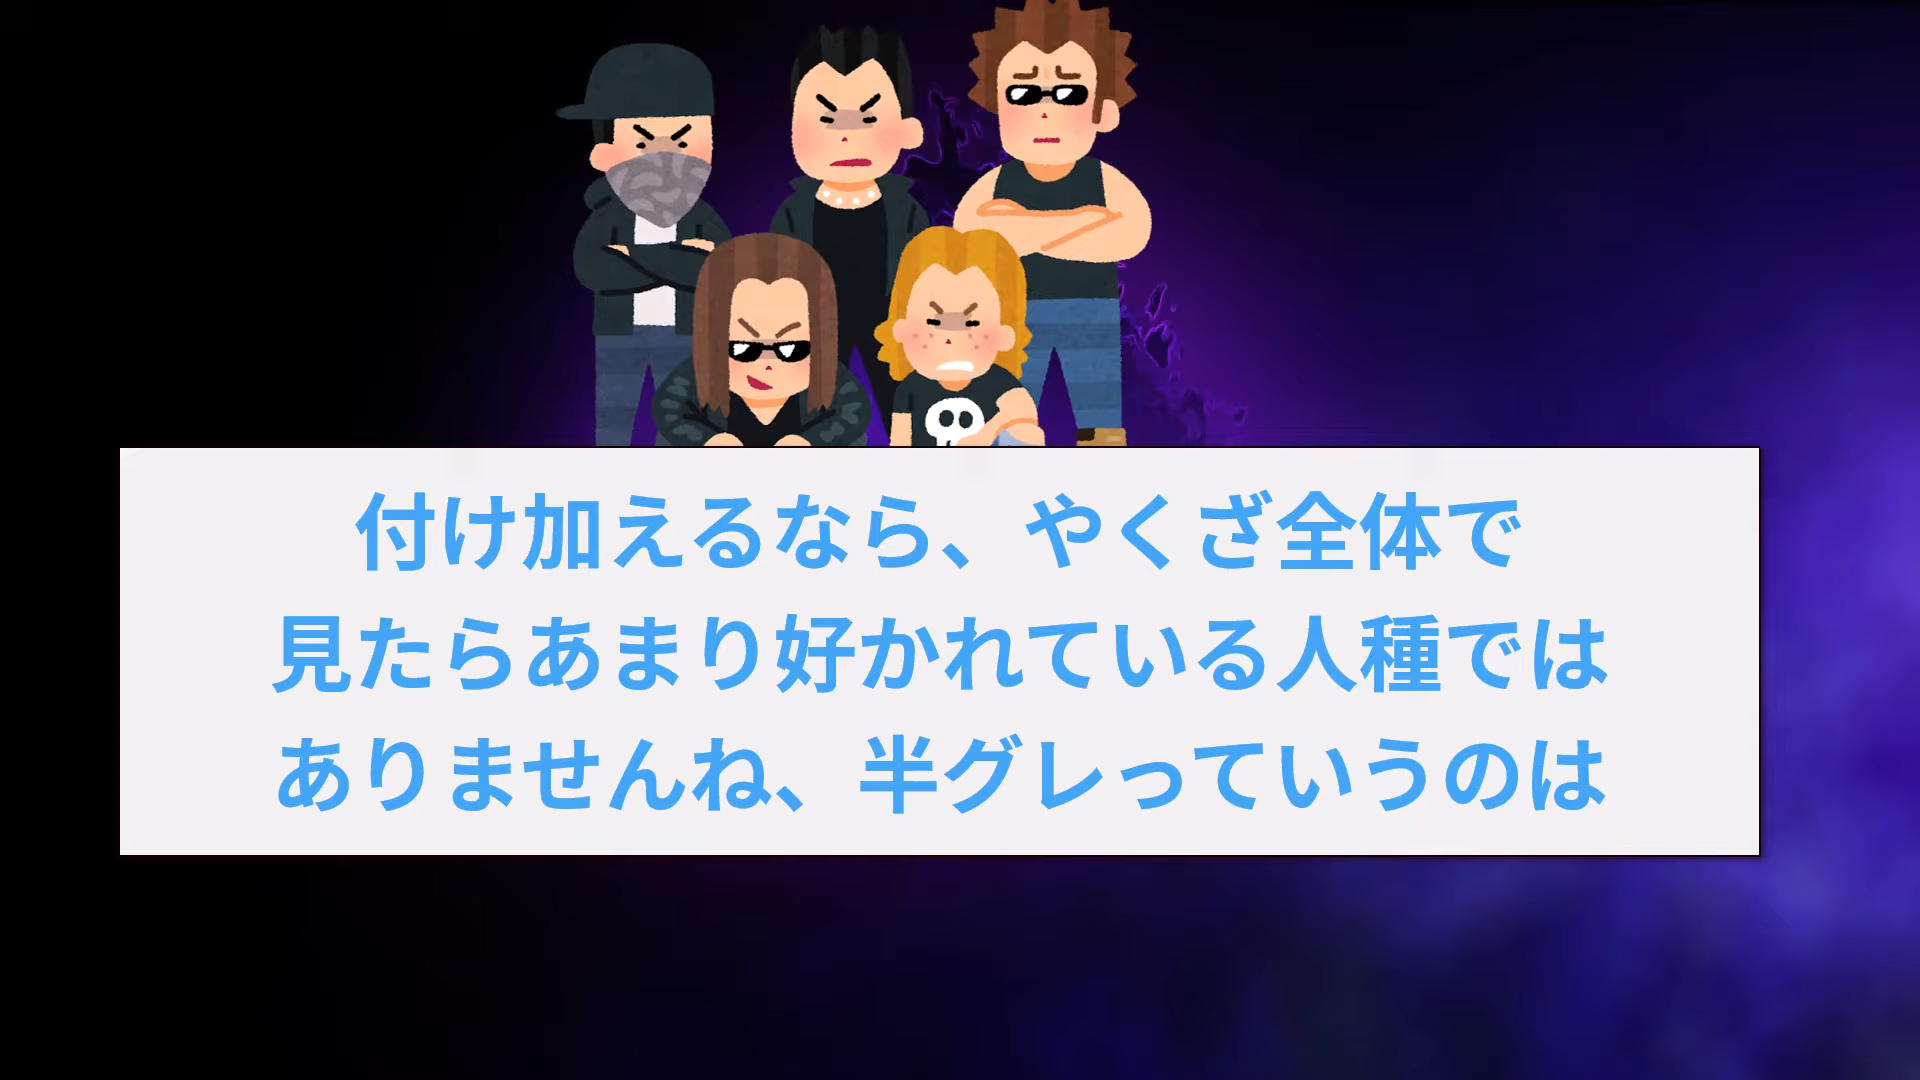 付け加えるなら、やくざ全体で
見たらあまり好かれている人種では
ありませんね、半グレっていうのは